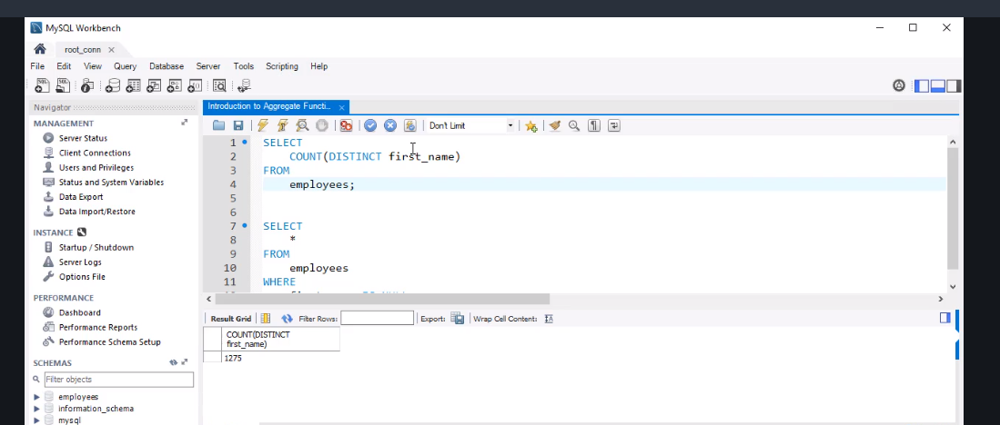 MySQL Workbench
root_conn
File Edit View Query Database Server Tools Scripting Help
Navigator
MANAGEMENT
Server Status
Client Connections
Users and Privileges
Status and System Variables
Data Export
Data Import/Restore
INSTANCE
Startup / Shutdown
Server Logs
Options File
PERFORMANCE
Dashboard
Performance Reports
Performance Schema Setup
SCHEMAS
Filter objects
employees
information_schema
mysql
Introduction to Aggregate Functi...
Don't Limit
1 SELECT
2 COUNT(DISTINCT first_name)
3 FROM
4 employees;
5
6
7 SELECT
8 *
9 FROM
10 employees
11 WHERE
Result Grid Filter Rows: Export: Wrap Cell Content:
COUNT(DISTINCT
first_name)
1275